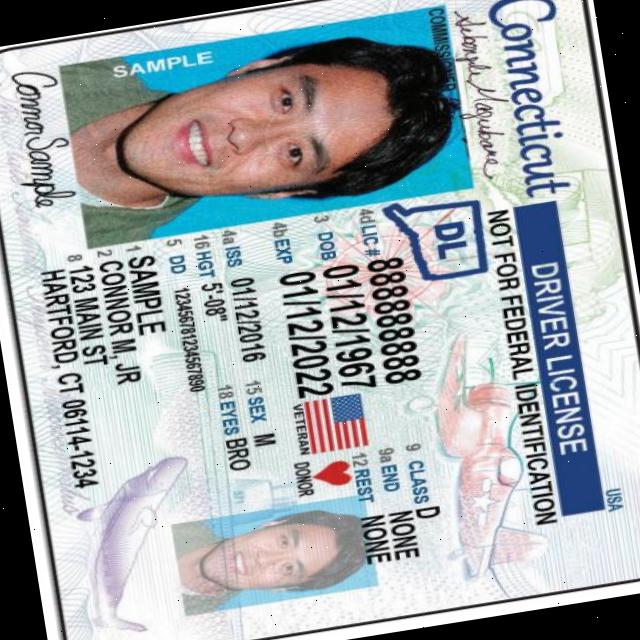 Connecticut
DRIVER LICENSE
USA
NOT FOR FEDERAL IDENTIFICATION
COMMISSIONER
DL
SAMPLE
4d LIC # 88888888
9 CLASS D
3 DOB 01/12/1967
9a END NONE
4b EXP 01/12/2022
12 REST NONE
VETERAN
DONOR
4a ISS 01/12/2016
15 SEX M
16 HGT 5'-08"
18 EYES BRO
5 DD 123456781234567890
1 SAMPLE
2 CONNOR M, JR
8 123 MAIN ST
HARTFORD, CT 06114-1234
Connor Sample